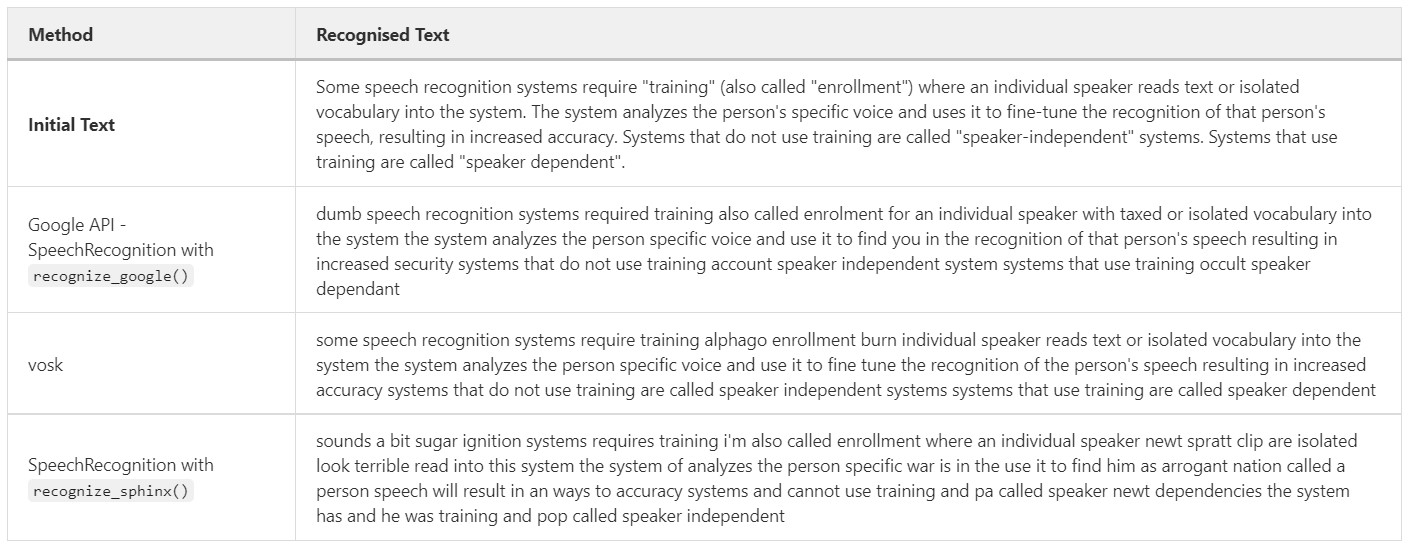 Method
Recognised Text
Initial Text
Some speech recognition systems require "training" (also called "enrollment") where an individual speaker reads text or isolated
vocabulary into the system. The system analyzes the person's specific voice and uses it to fine-tune the recognition of that person's
speech, resulting in increased accuracy. Systems that do not use training are called "speaker-independent" systems. Systems that use
training are called "speaker dependent".
Google API -
SpeechRecognition with
recognize_google()
dumb speech recognition systems required training also called enrolment for an individual speaker with taxed or isolated vocabulary into
the system the system analyzes the person specific voice and use it to find you in the recognition of that person's speech resulting in
increased security systems that do not use training account speaker independent system systems that use training occult speaker
dependant
vosk
some speech recognition systems require training alphago enrollment burn individual speaker reads text or isolated vocabulary into the
system the system analyzes the person specific voice and use it to fine tune the recognition of the person's speech resulting in increased
accuracy systems that do not use training are called speaker independent systems systems that use training are called speaker dependent
SpeechRecognition with
recognize_sphinx()
sounds a bit sugar ignition systems requires training i'm also called enrollment where an individual speaker newt spratt clip are isolated
look terrible read into this system the system of analyzes the person specific war is in the use it to find him as arrogant nation called a
person speech will result in an ways to accuracy systems and cannot use training and pa called speaker newt dependencies the system
has and he was training and pop called speaker independent